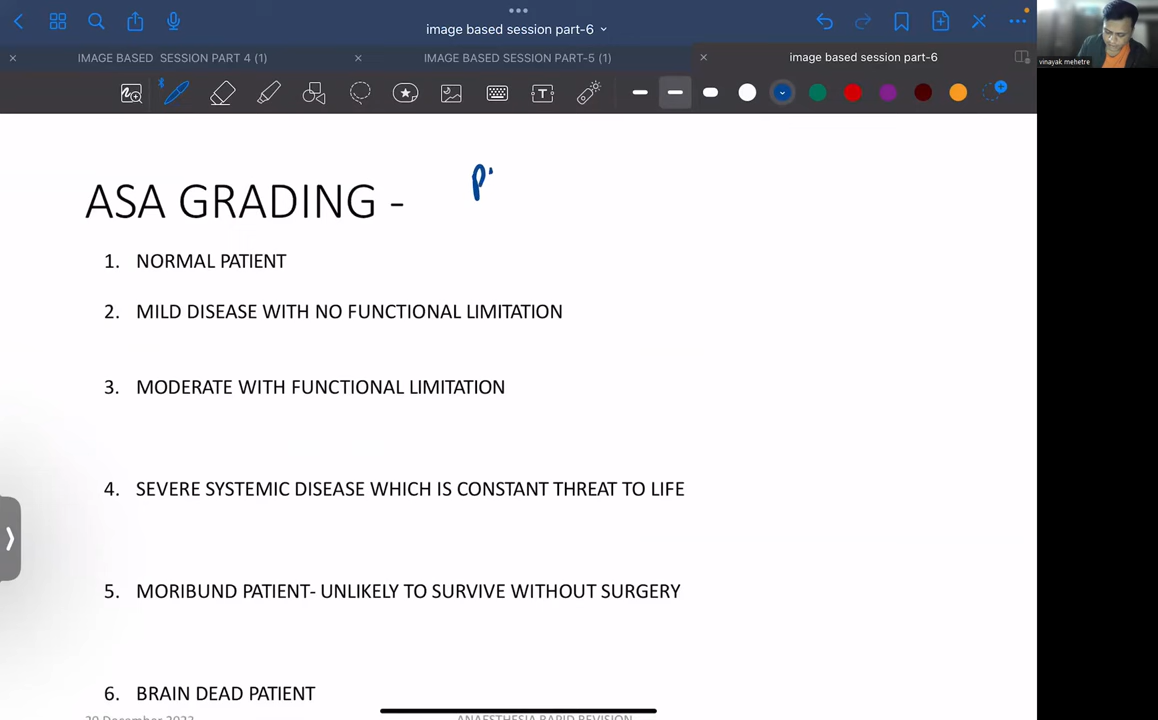 image based session part-6
IMAGE BASED SESSION PART 4 (1)
IMAGE BASED SESSION PART-5 (1)
image based session part-6
vinayak mehetre
ASA GRADING - P
1. NORMAL PATIENT
2. MILD DISEASE WITH NO FUNCTIONAL LIMITATION
3. MODERATE WITH FUNCTIONAL LIMITATION
4. SEVERE SYSTEMIC DISEASE WHICH IS CONSTANT THREAT TO LIFE
5. MORIBUND PATIENT- UNLIKELY TO SURVIVE WITHOUT SURGERY
6. BRAIN DEAD PATIENT
ANAESTHESIA RAPID REVISION